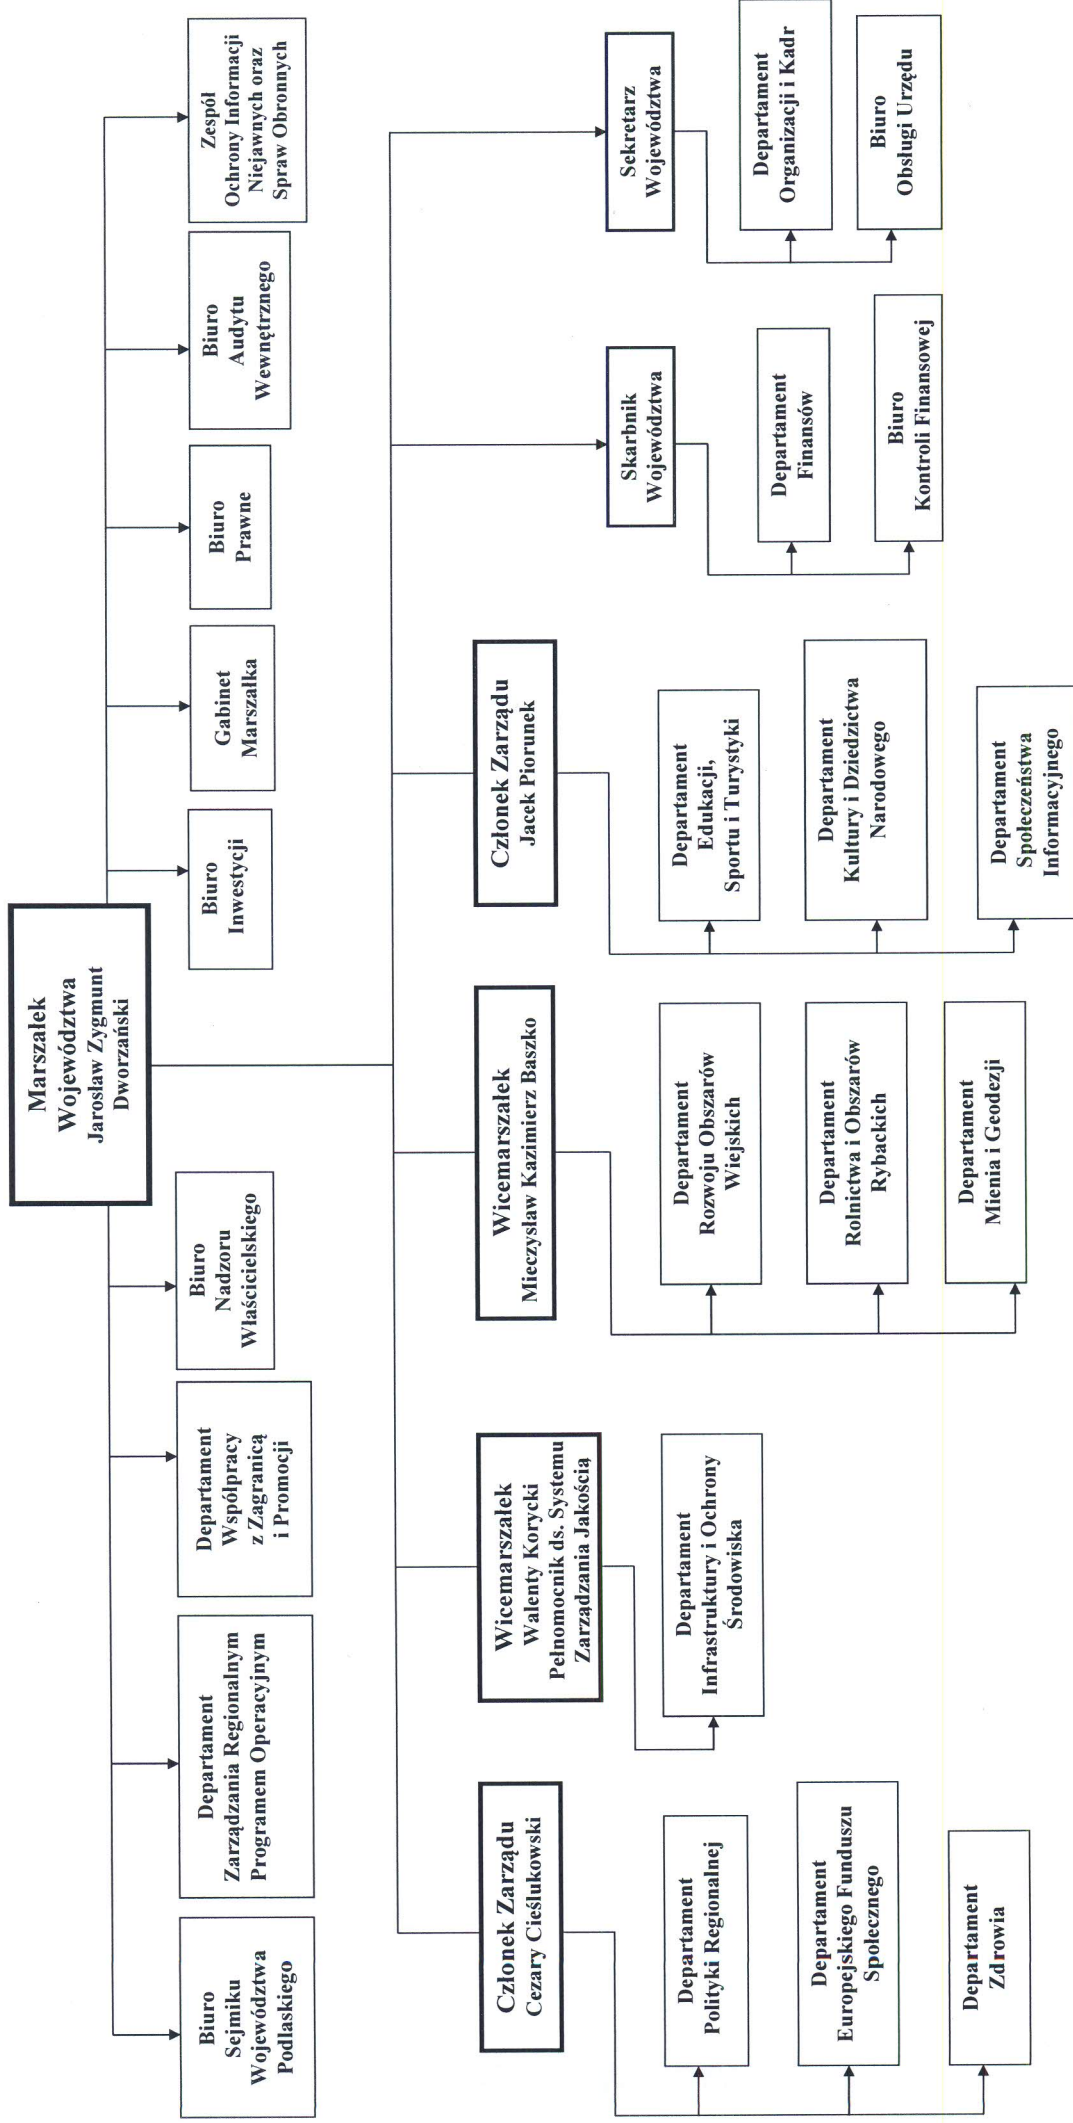 Marszałek
Województwa
Jarosław Zygmunt
Dworzański
Biuro
Sejmiku
Województwa
Podlaskiego
Departament
Zarządzania Regionalnym
Programem Operacyjnym
Departament
Współpracy
z Zagranicą
i Promocji
Biuro
Nadzoru
Właścicielskiego
Biuro
Inwestycji
Gabinet
Marszałka
Biuro
Prawne
Biuro
Audytu
Wewnętrznego
Zespół
Ochrony Informacji
Niejawnych oraz
Spraw Obronnych
Członek Zarządu
Cezary Cieślukowski
Departament
Polityki Regionalnej
Departament
Europejskiego Funduszu
Społecznego
Departament
Zdrowia
Wicemarszałek
Walenty Korycki
Pełnomocnik ds. Systemu
Zarządzania Jakością
Departament
Infrastruktury i Ochrony
Środowiska
Wicemarszałek
Mieczysław Kazimierz Baszko
Departament
Rozwoju Obszarów
Wiejskich
Departament
Rolnictwa i Obszarów
Rybackich
Departament
Mienia i Geodezji
Członek Zarządu
Jacek Piorunek
Departament
Edukacji,
Sportu i Turystyki
Departament
Kultury i Dziedzictwa
Narodowego
Departament
Społeczeństwa
Informacyjnego
Skarbnik
Województwa
Departament
Finansów
Biuro
Kontroli Finansowej
Sekretarz
Województwa
Departament
Organizacji i Kadr
Biuro
Obsługi Urzędu